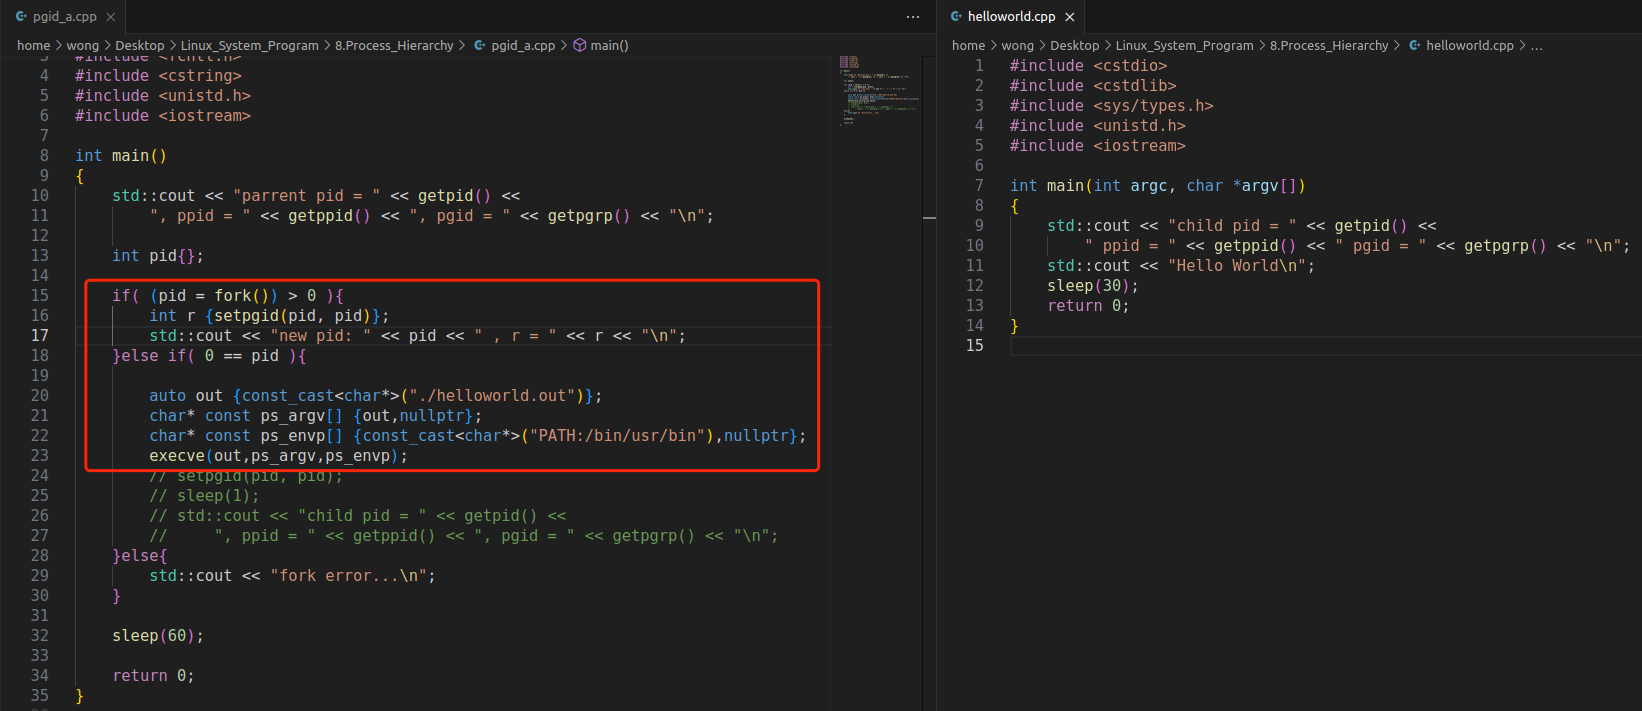 pgid_a.cpp
home > wong > Desktop > Linux_System_Program > 8.Process_Hierarchy > pgid_a.cpp > main()
3 #include <fcntl.h>
4 #include <cstring>
5 #include <unistd.h>
6 #include <iostream>
7
8 int main()
9 {
10 std::cout << "parrent pid = " << getpid() <<
11 ", ppid = " << getppid() << ", pgid = " << getpgrp() << "\n";
12
13 int pid{};
14
15 if( (pid = fork()) > 0 ){
16 int r {setpgid(pid, pid)};
17 std::cout << "new pid: " << pid << " , r = " << r << "\n";
18 }else if( 0 == pid ){
19
20 auto out {const_cast<char*>("./helloworld.out")};
21 char* const ps_argv[] {out,nullptr};
22 char* const ps_envp[] {const_cast<char*>("PATH:/bin/usr/bin"),nullptr};
23 execve(out,ps_argv,ps_envp);
24 // setpgid(pid, pid);
25 // sleep(1);
26 // std::cout << "child pid = " << getpid() <<
27 // ", ppid = " << getppid() << ", pgid = " << getpgrp() << "\n";
28 }else{
29 std::cout << "fork error...\n";
30 }
31
32 sleep(60);
33
34 return 0;
35 }
helloworld.cpp
home > wong > Desktop > Linux_System_Program > 8.Process_Hierarchy > helloworld.cpp > ...
1 #include <cstdio>
2 #include <cstdlib>
3 #include <sys/types.h>
4 #include <unistd.h>
5 #include <iostream>
6
7 int main(int argc, char *argv[])
8 {
9 std::cout << "child pid = " << getpid() <<
10 " ppid = " << getppid() << " pgid = " << getpgrp() << "\n";
11 std::cout << "Hello World\n";
12 sleep(30);
13 return 0;
14 }
15